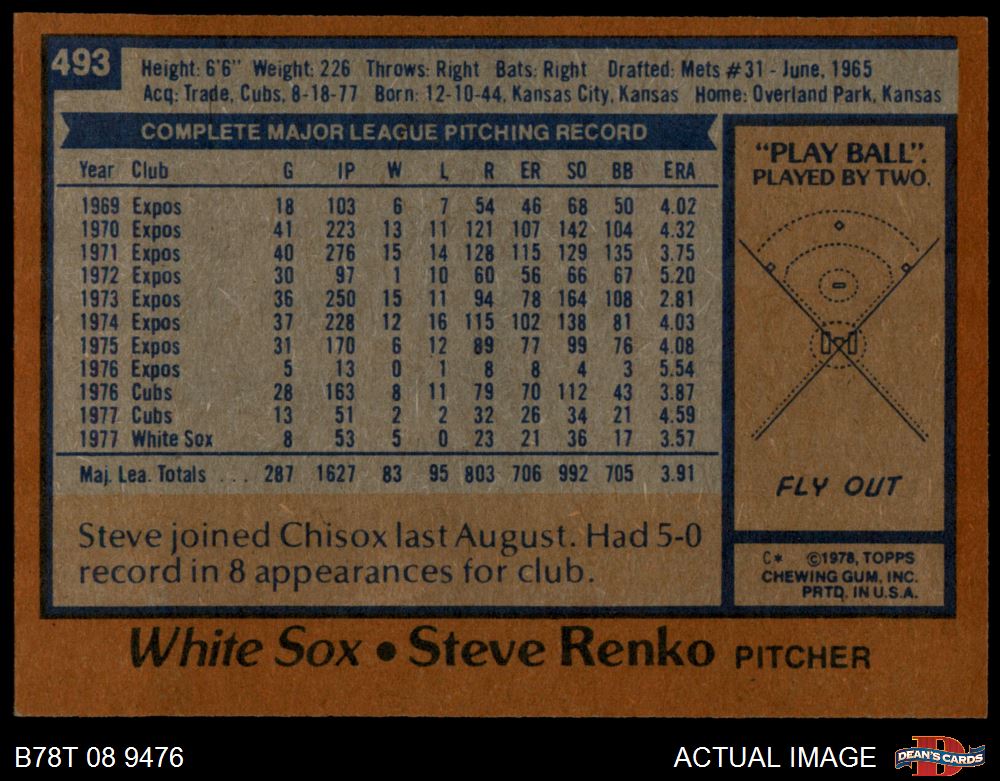 493
Height: 6'6" Weight: 226 Throws: Right Bats: Right Drafted: Mets #31 - June, 1965
Acq: Trade, Cubs, 8-18-77 Born: 12-10-44, Kansas City, Kansas Home: Overland Park, Kansas
COMPLETE MAJOR LEAGUE PITCHING RECORD
Year Club G IP W L R ER SO BB ERA
1969 Expos 18 103 6 7 54 46 68 50 4.02
1970 Expos 41 223 13 11 121 107 142 104 4.32
1971 Expos 40 276 15 14 128 115 129 135 3.75
1972 Expos 30 97 1 10 60 56 66 67 5.20
1973 Expos 36 250 15 11 94 78 164 108 2.81
1974 Expos 37 228 12 16 115 102 138 81 4.03
1975 Expos 31 170 6 12 89 77 99 76 4.08
1976 Expos 5 13 0 1 8 8 4 3 5.54
1976 Cubs 28 163 8 11 79 70 112 43 3.87
1977 Cubs 13 51 2 2 32 26 34 21 4.59
1977 White Sox 8 53 5 0 23 21 36 17 3.57
Maj. Lea. Totals ... 287 1627 83 95 803 706 992 705 3.91
Steve joined Chisox last August. Had 5-0
record in 8 appearances for club.
"PLAY BALL".
PLAYED BY TWO.
FLY OUT
C* ©1978, TOPPS
CHEWING GUM, INC.
PRTD. IN U.S.A.
White Sox • Steve Renko PITCHER
B78T 08 9476 ACTUAL IMAGE
D
DEAN'S CARDS